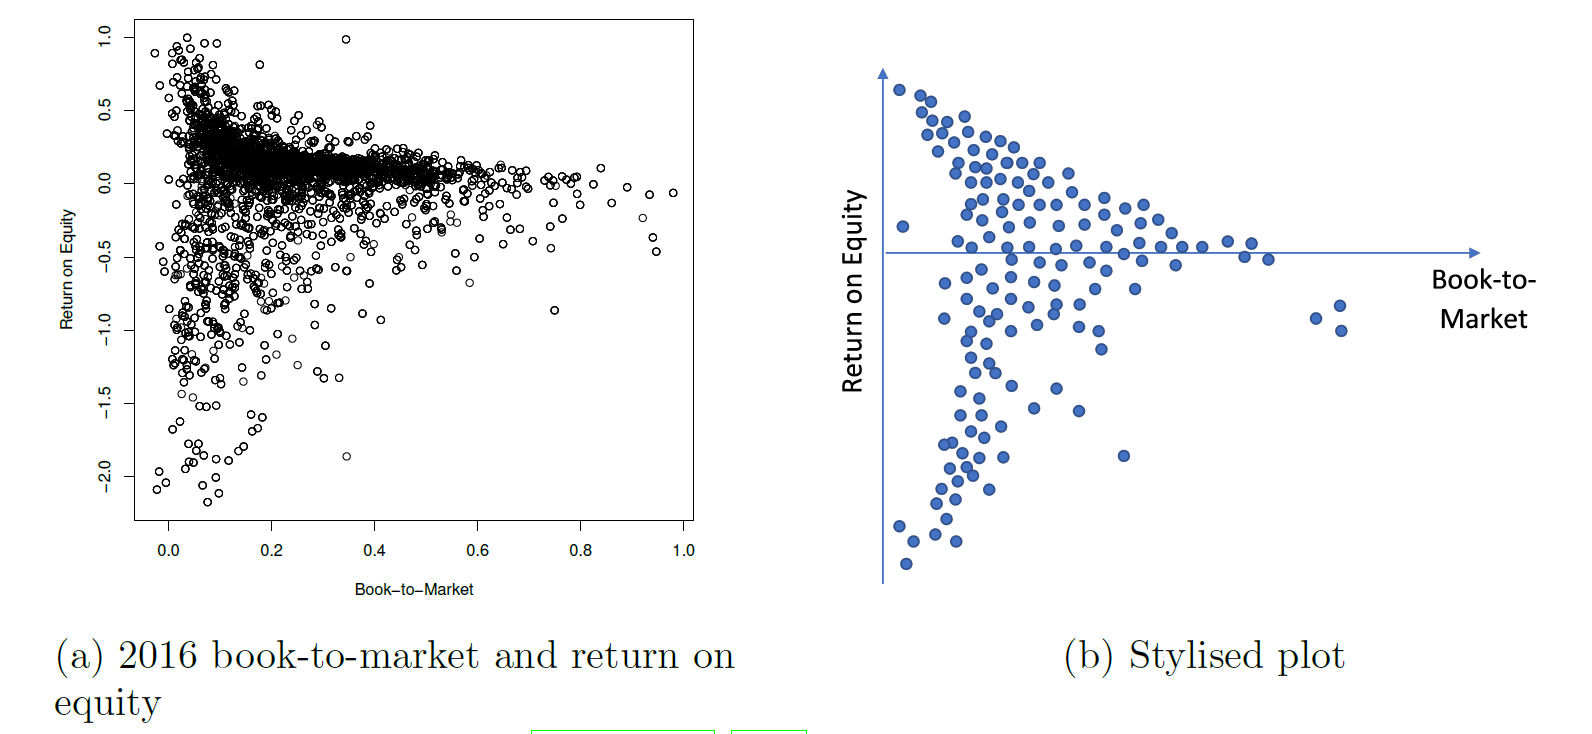 1.0
0.5
0.0
−0.5
−1.0
−1.5
−2.0
Return on Equity
0.0 0.2 0.4 0.6 0.8 1.0
Book−to−Market
(a) 2016 book-to-market and return on
equity
Return on Equity
Book-to-
Market
(b) Stylised plot